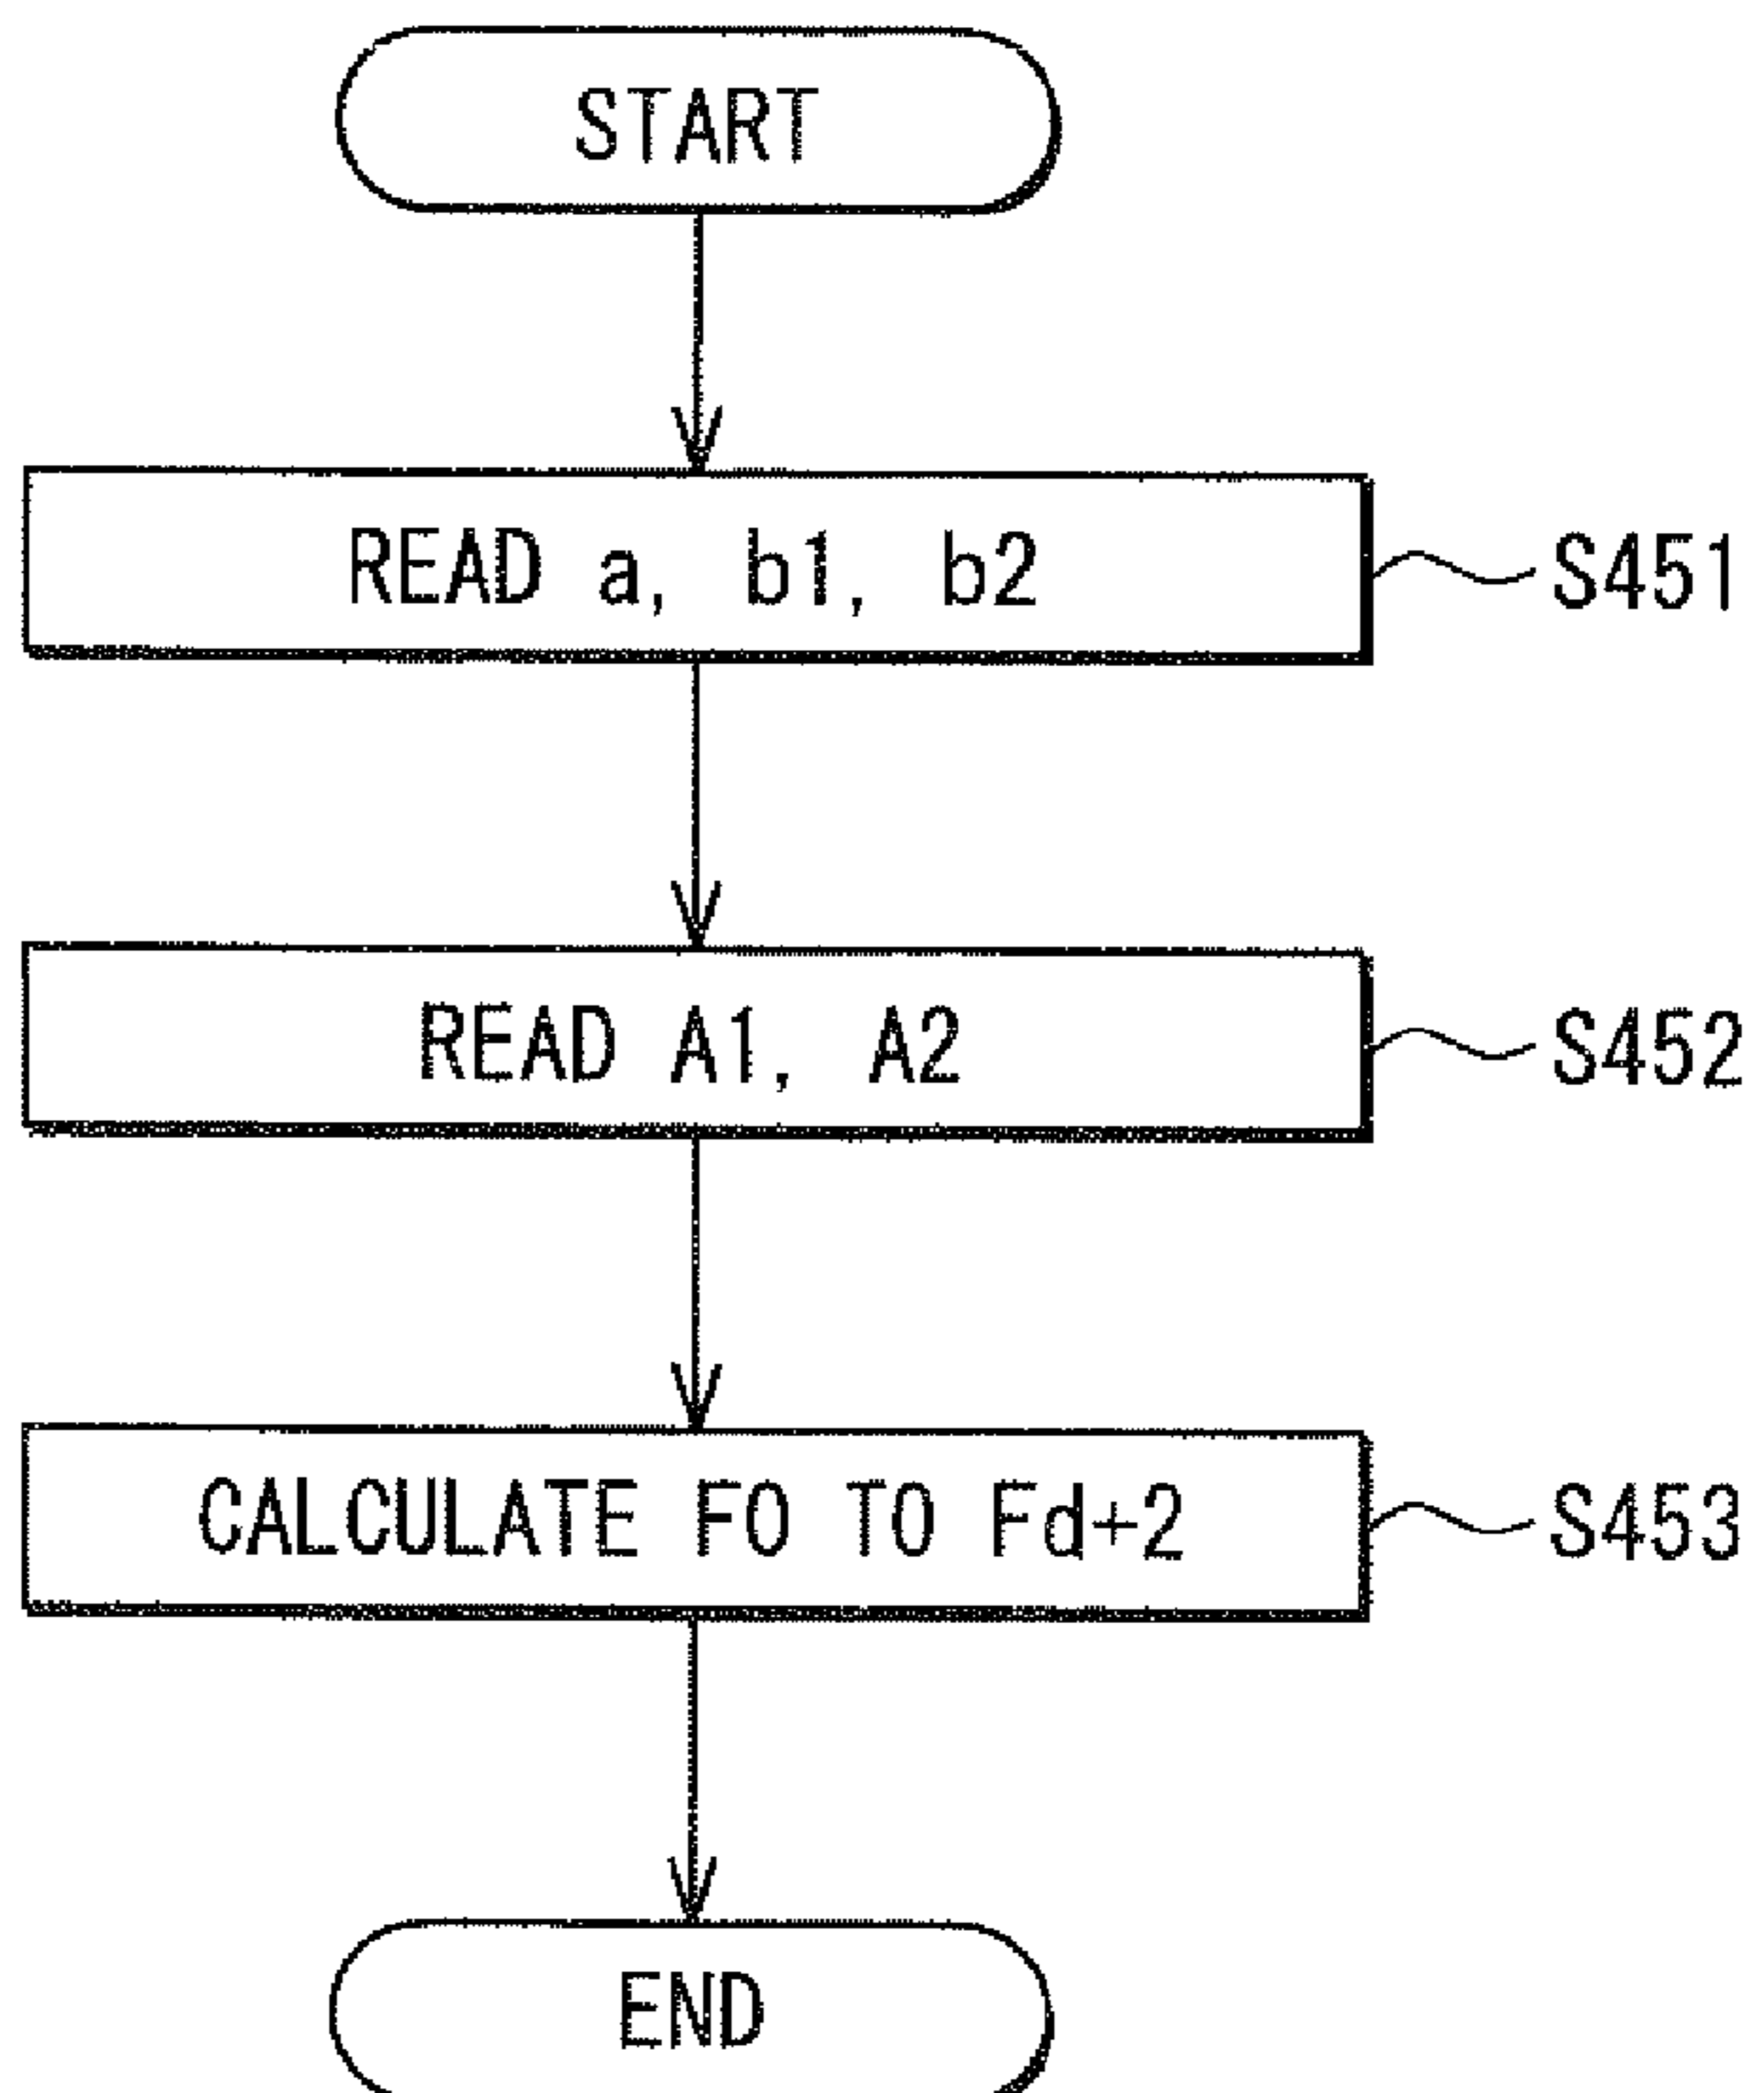 START
READ a, b1, b2
S451
READ A1, A2
S452
CALCULATE F0 TO Fd+2
S453
END